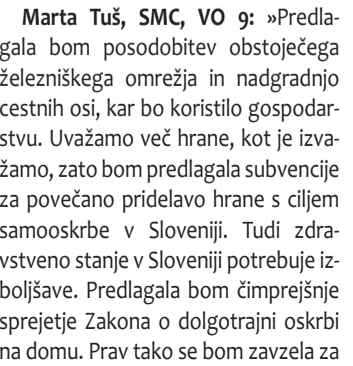 Marta Tuš, SMC, VO 9: »Predla-
gala bom posodobitev obstoječega
železniškega omrežja in nadgradnjo
cestnih osi, kar bo koristilo gospodar-
stvu. Uvažamo več hrane, kot je izva-
žamo, zato bom predlagala subvencije
za povečano pridelavo hrane s ciljem
samooskrbe v Sloveniji. Tudi zdra-
vstveno stanje v Sloveniji potrebuje iz-
boljšave. Predlagala bom čimprejšnje
sprejetje Zakona o dolgotrajni oskrbi
na domu. Prav tako se bom zavzela za